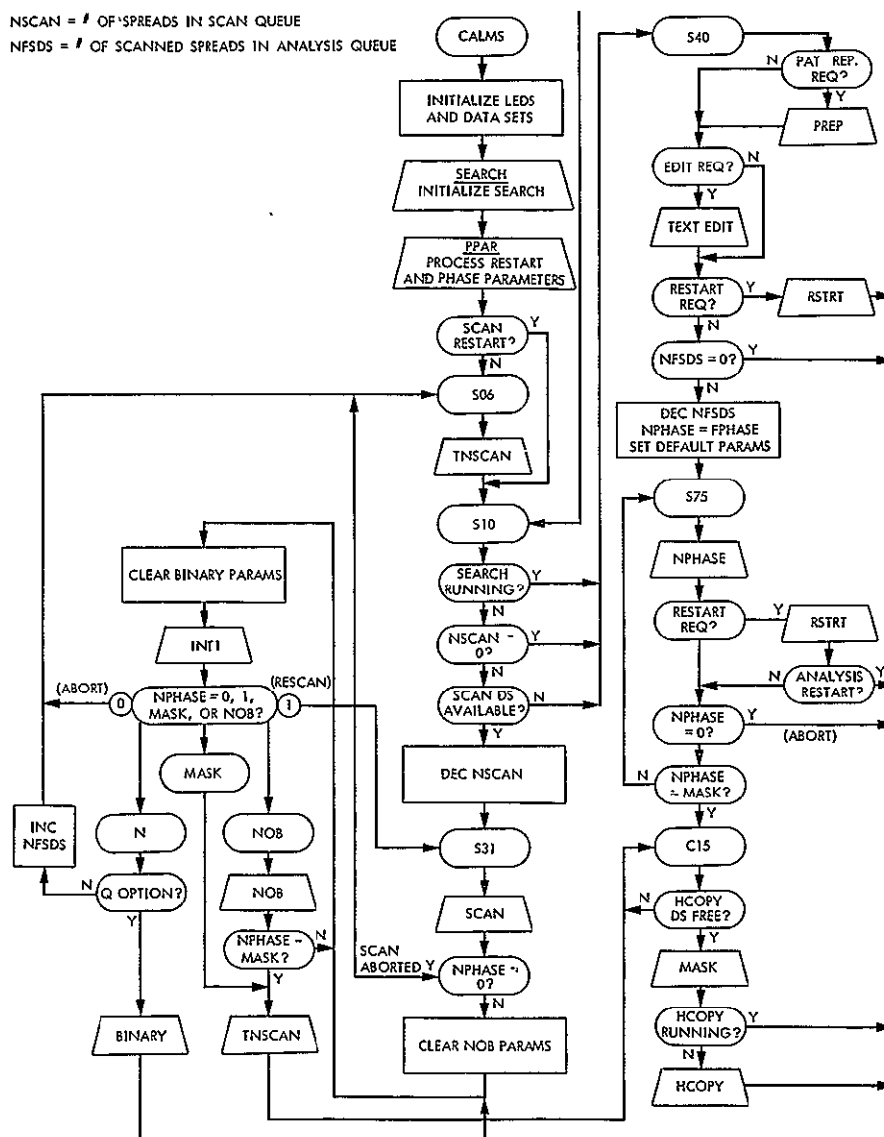 NSCAN = # OF SPREADS IN SCAN QUEUE
NFSDS = # OF SCANNED SPREADS IN ANALYSIS QUEUE
CALMS
INITIALIZE LEDS
AND DATA SETS
SEARCH
INITIALIZE SEARCH
PPAR
PROCESS RESTART
AND PHASE PARAMETERS
SCAN
RESTART?
Y
N
S06
TNSCAN
S10
SEARCH
RUNNING?
Y
N
NSCAN -
0?
Y
N
SCAN DS
AVAILABLE?
N
Y
DEC NSCAN
S31
SCAN
SCAN
ABORTED Y
NPHASE =
0?
N
CLEAR NOB PARAMS
CLEAR BINARY PARAMS
INT1
(ABORT)
0
NPHASE = 0, 1,
MASK, OR NOB?
(RESCAN)
1
MASK
N
NOB
INC
NFSDS
N
Q OPTION?
Y
NOB
NPHASE -
MASK?
N
Y
BINARY
TNSCAN
S40
N
PAT REP.
REQ?
Y
PREP
EDIT REQ?
N
Y
TEXT EDIT
RESTART
REQ?
Y
RSTRT
N
NFSDS = 0?
Y
N
DEC NFSDS
NPHASE = FPHASE
SET DEFAULT PARAMS
S75
NPHASE
RESTART
REQ?
Y
RSTRT
N
ANALYSIS
RESTART?
Y
NPHASE
= 0?
Y
(ABORT)
N
N
NPHASE
= MASK?
Y
C15
N
HCOPY
DS FREE?
Y
MASK
HCOPY
RUNNING?
Y
N
HCOPY